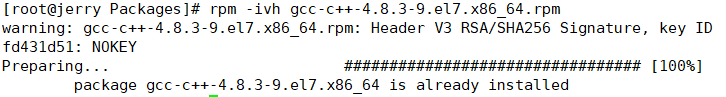 [root@jerry Packages]# rpm -ivh gcc-c++-4.8.3-9.el7.x86_64.rpm
warning: gcc-c++-4.8.3-9.el7.x86_64.rpm: Header V3 RSA/SHA256 Signature, key ID
fd431d51: NOKEY
Preparing...                          ################################# [100%]
        package gcc-c++-4.8.3-9.el7.x86_64 is already installed